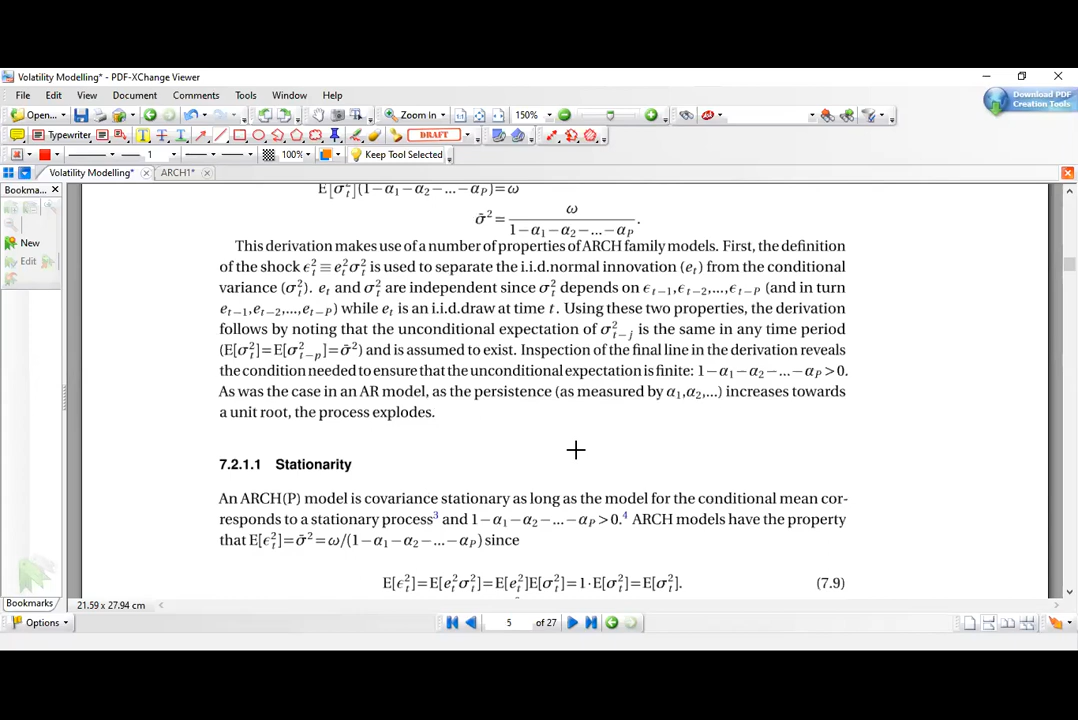 Volatility Modelling* - PDF-XChange Viewer
File Edit View Document Comments Tools Window Help
Open... Zoom In 150% Download PDF
Creation Tools
Typewriter DRAFT
1 100% Keep Tool Selected
Volatility Modelling* ARCH1*
Bookma...
New
Edit
E[σ²ₜ](1−α₁−α₂−…−αP)=ω
σ̄²= ω / 1−α₁−α₂−…−αP .
This derivation makes use of a number of properties of ARCH family models. First, the definition
of the shock ϵ²ₜ≡e²ₜσ²ₜ is used to separate the i.i.d.normal innovation (eₜ) from the conditional
variance (σ²ₜ). eₜ and σ²ₜ are independent since σ²ₜ depends on ϵₜ₋₁,ϵₜ₋₂,…,ϵₜ₋P (and in turn
eₜ₋₁,eₜ₋₂,…,eₜ₋P) while eₜ is an i.i.d.draw at time t. Using these two properties, the derivation
follows by noting that the unconditional expectation of σ²ₜ₋ⱼ is the same in any time period
(E[σ²ₜ]=E[σ²ₜ₋ₚ]=σ̄²) and is assumed to exist. Inspection of the final line in the derivation reveals
the condition needed to ensure that the unconditional expectation is finite: 1−α₁−α₂−…−αP>0.
As was the case in an AR model, as the persistence (as measured by α₁,α₂,…) increases towards
a unit root, the process explodes.
7.2.1.1 Stationarity
An ARCH(P) model is covariance stationary as long as the model for the conditional mean cor-
responds to a stationary process³ and 1−α₁−α₂−…−αP>0.⁴ ARCH models have the property
that E[ϵ²ₜ]=σ̄²=ω/(1−α₁−α₂−…−αP) since
E[ϵ²ₜ]=E[e²ₜσ²ₜ]=E[e²ₜ]E[σ²ₜ]=1·E[σ²ₜ]=E[σ²ₜ]. (7.9)
Bookmarks 21.59 x 27.94 cm
Options 5 of 27